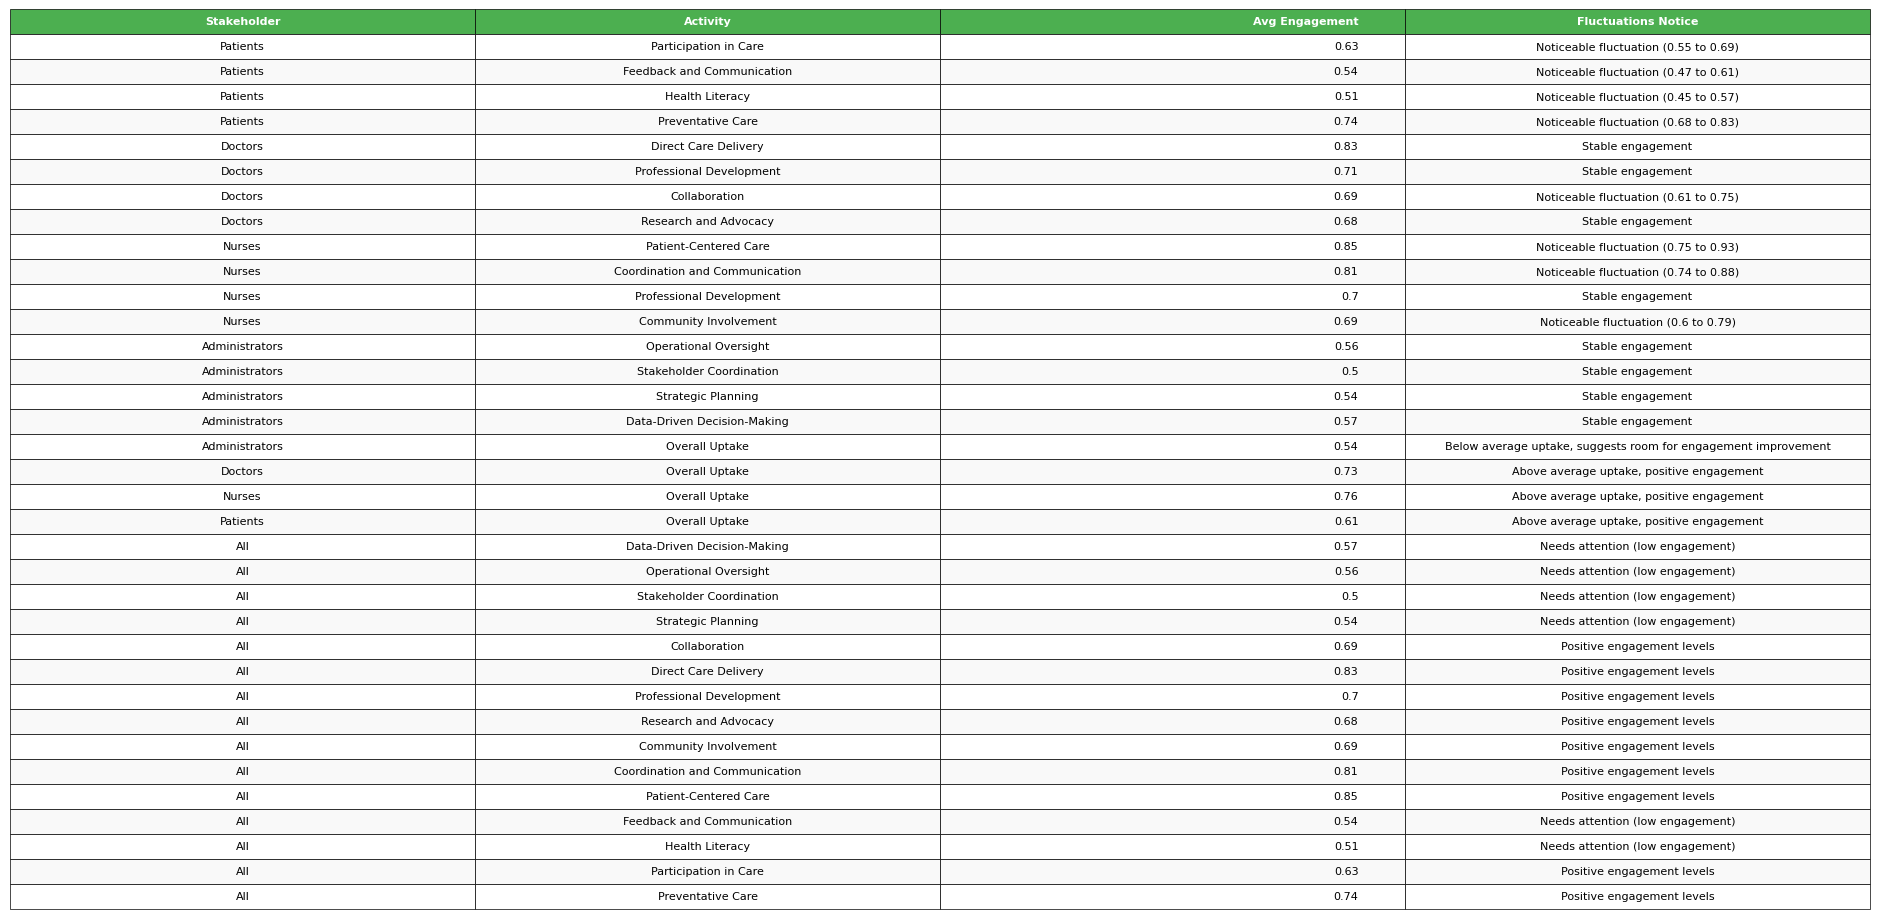 Stakeholder Activity Avg Engagement Fluctuations Notice
Patients Participation in Care 0.63 Noticeable fluctuation (0.55 to 0.69)
Patients Feedback and Communication 0.54 Noticeable fluctuation (0.47 to 0.61)
Patients Health Literacy 0.51 Noticeable fluctuation (0.45 to 0.57)
Patients Preventative Care 0.74 Noticeable fluctuation (0.68 to 0.83)
Doctors Direct Care Delivery 0.83 Stable engagement
Doctors Professional Development 0.71 Stable engagement
Doctors Collaboration 0.69 Noticeable fluctuation (0.61 to 0.75)
Doctors Research and Advocacy 0.68 Stable engagement
Nurses Patient-Centered Care 0.85 Noticeable fluctuation (0.75 to 0.93)
Nurses Coordination and Communication 0.81 Noticeable fluctuation (0.74 to 0.88)
Nurses Professional Development 0.7 Stable engagement
Nurses Community Involvement 0.69 Noticeable fluctuation (0.6 to 0.79)
Administrators Operational Oversight 0.56 Stable engagement
Administrators Stakeholder Coordination 0.5 Stable engagement
Administrators Strategic Planning 0.54 Stable engagement
Administrators Data-Driven Decision-Making 0.57 Stable engagement
Administrators Overall Uptake 0.54 Below average uptake, suggests room for engagement improvement
Doctors Overall Uptake 0.73 Above average uptake, positive engagement
Nurses Overall Uptake 0.76 Above average uptake, positive engagement
Patients Overall Uptake 0.61 Above average uptake, positive engagement
All Data-Driven Decision-Making 0.57 Needs attention (low engagement)
All Operational Oversight 0.56 Needs attention (low engagement)
All Stakeholder Coordination 0.5 Needs attention (low engagement)
All Strategic Planning 0.54 Needs attention (low engagement)
All Collaboration 0.69 Positive engagement levels
All Direct Care Delivery 0.83 Positive engagement levels
All Professional Development 0.7 Positive engagement levels
All Research and Advocacy 0.68 Positive engagement levels
All Community Involvement 0.69 Positive engagement levels
All Coordination and Communication 0.81 Positive engagement levels
All Patient-Centered Care 0.85 Positive engagement levels
All Feedback and Communication 0.54 Needs attention (low engagement)
All Health Literacy 0.51 Needs attention (low engagement)
All Participation in Care 0.63 Positive engagement levels
All Preventative Care 0.74 Positive engagement levels